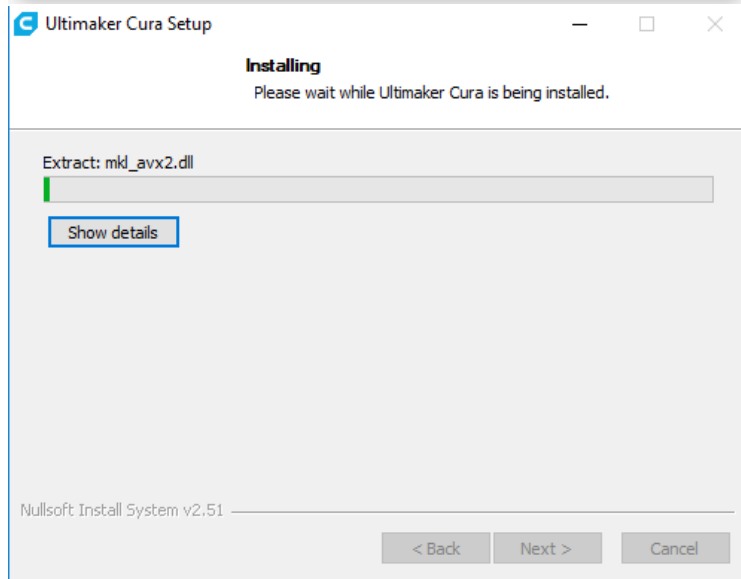 Ultimaker Cura Setup
Installing
Please wait while Ultimaker Cura is being installed.
Extract: mkl_avx2.dll
Show details
Nullsoft Install System v2.51
< Back
Next >
Cancel